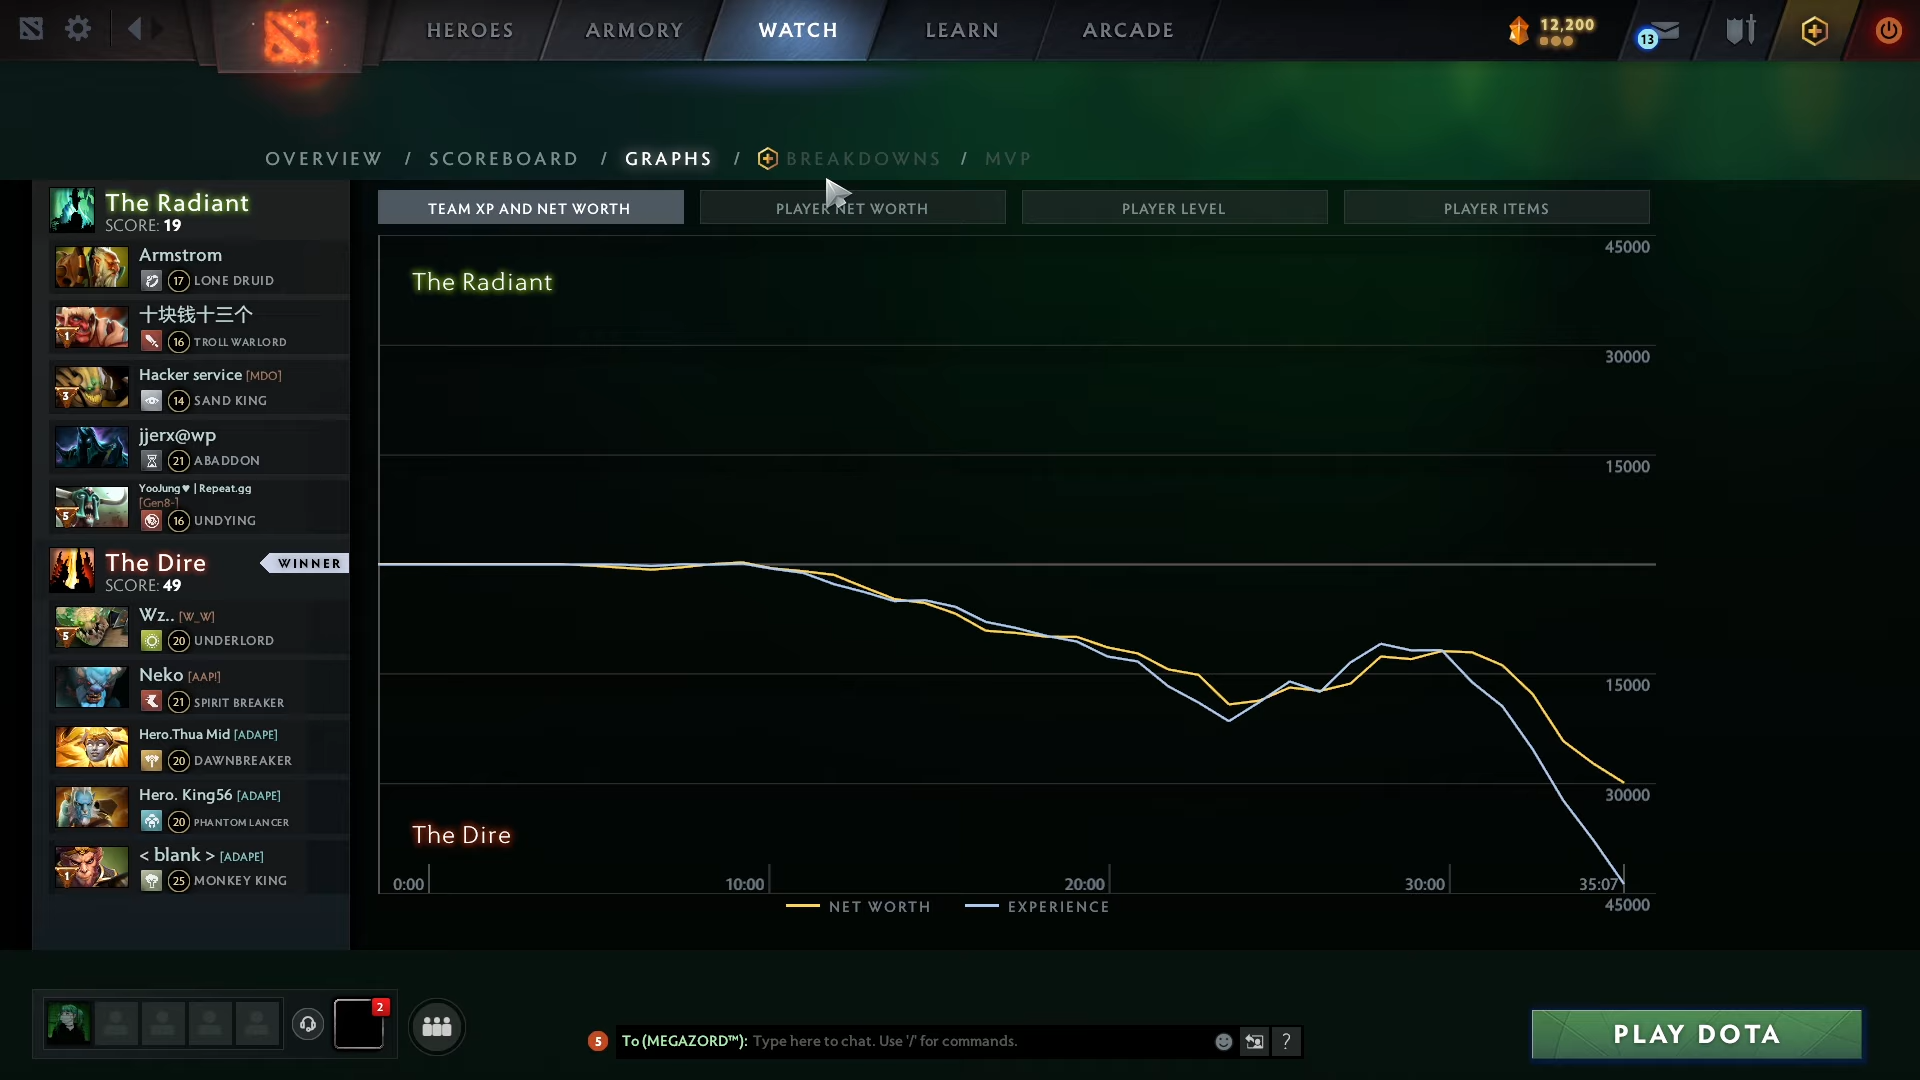 HEROES
ARMORY
WATCH
LEARN
ARCADE
12,200
13
OVERVIEW / SCOREBOARD / GRAPHS / BREAKDOWNS / MVP
The Radiant
SCORE: 19
Armstrom
17 LONE DRUID
十块钱十三个
1
16 TROLL WARLORD
Hacker service [MDO]
3
14 SAND KING
jjerx@wp
21 ABADDON
YooJung♥ | Repeat.gg
[Gen8-]
5
16 UNDYING
The Dire
WINNER
SCORE: 49
Wz.. [W_W]
5
20 UNDERLORD
Neko [AAP!]
21 SPIRIT BREAKER
Hero.Thua Mid [ADAPE]
20 DAWNBREAKER
Hero. King56 [ADAPE]
20 PHANTOM LANCER
< blank > [ADAPE]
1
25 MONKEY KING
TEAM XP AND NET WORTH
PLAYER NET WORTH
PLAYER LEVEL
PLAYER ITEMS
45000
The Radiant
30000
15000
15000
30000
The Dire
0:00
10:00
20:00
30:00
35:07
45000
NET WORTH
EXPERIENCE
2
5
To (MEGAZORD™): Type here to chat. Use '/' for commands.
?
PLAY DOTA